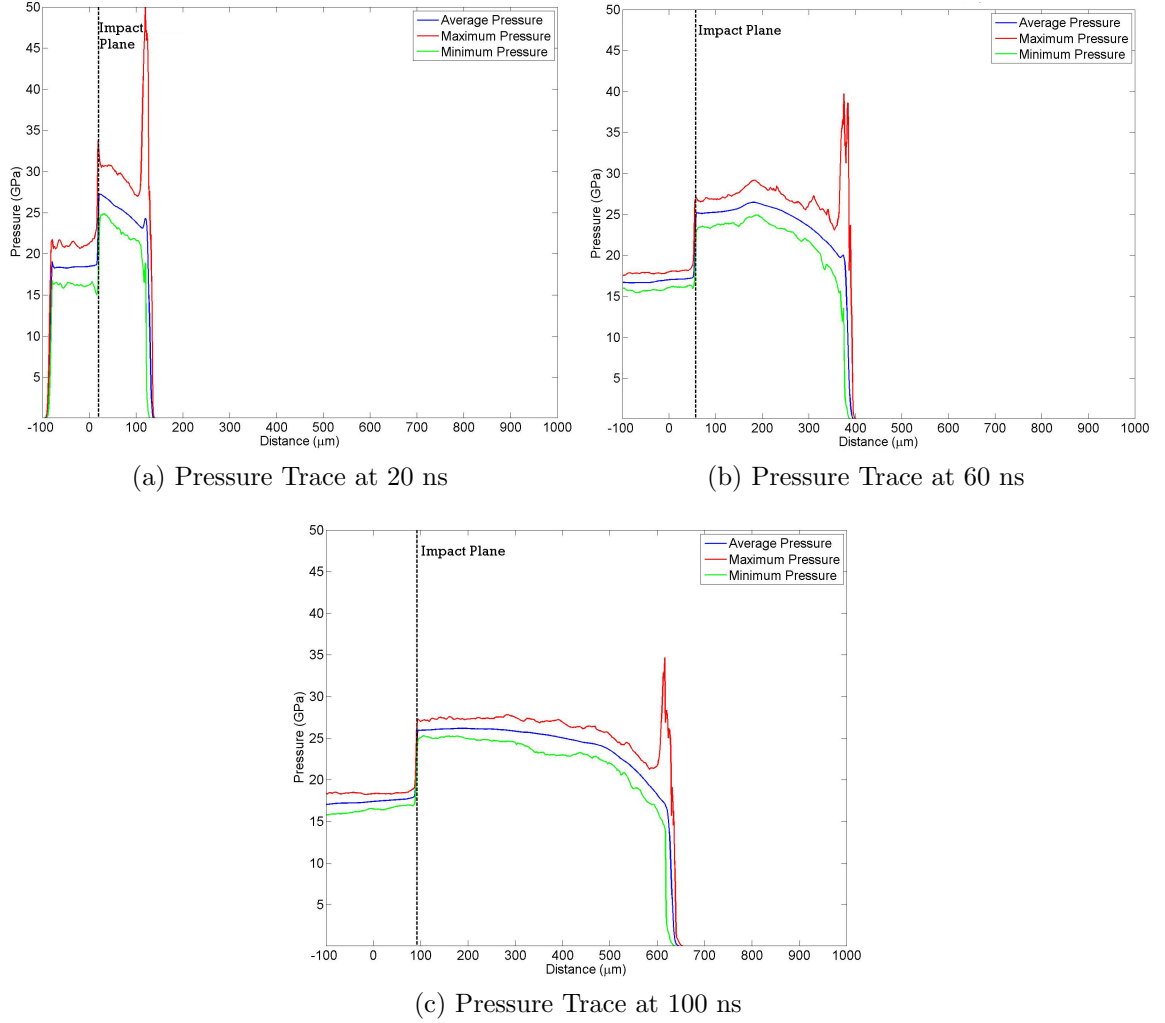 50
45
40
35
30
25
20
15
10
5
Pressure (GPa)
Impact
Plane
Average Pressure
Maximum Pressure
Minimum Pressure
-100 0 100 200 300 400 500 600 700 800 900 1000
Distance (μm)
(a) Pressure Trace at 20 ns
50
45
40
35
30
25
20
15
10
5
Pressure (GPa)
Impact Plane
Average Pressure
Maximum Pressure
Minimum Pressure
-100 0 100 200 300 400 500 600 700 800 900 1000
Distance (μm)
(b) Pressure Trace at 60 ns
50
45
40
35
30
25
20
15
10
5
Pressure (GPa)
Impact Plane
Average Pressure
Maximum Pressure
Minimum Pressure
-100 0 100 200 300 400 500 600 700 800 900 1000
Distance (μm)
(c) Pressure Trace at 100 ns